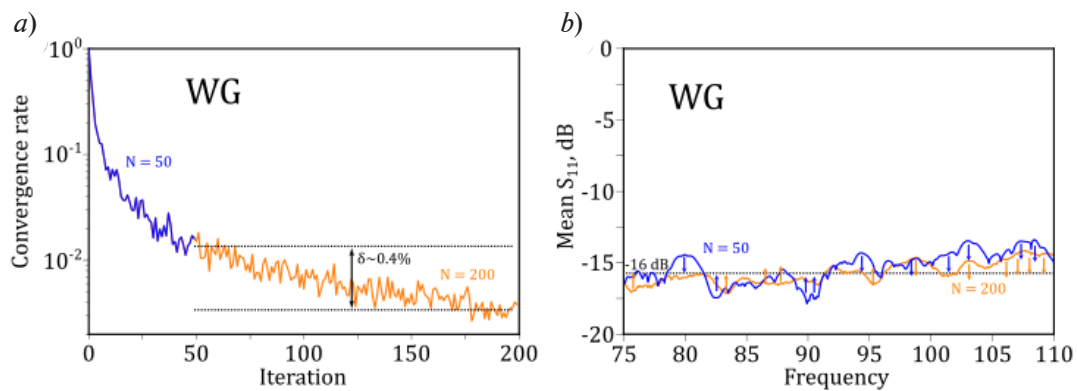 a)
b)
10⁰
10⁻¹
10⁻²
Convergence rate
WG
N = 50
δ~0.4%
N = 200
0
50
100
150
200
Iteration
0
-5
-10
-15
-20
Mean S₁₁, dB
WG
N = 50
-16 dB
N = 200
75
80
85
90
95
100
105
110
Frequency